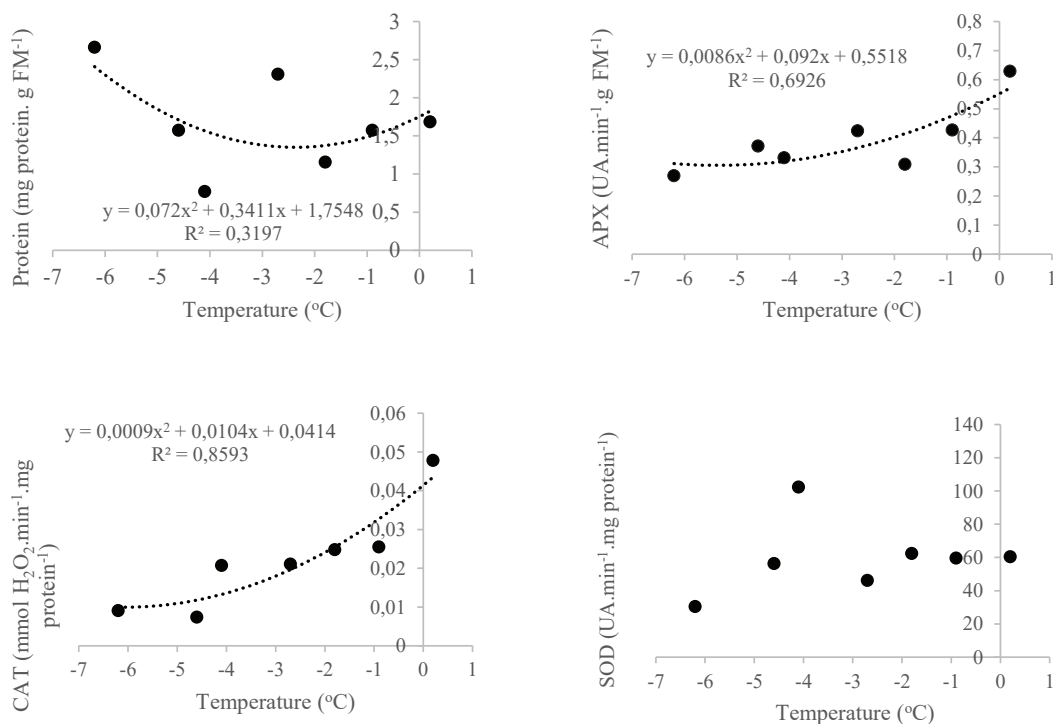 Protein (mg protein. g FM-1)
y = 0,072x2 + 0,3411x + 1,7548
R² = 0,3197
3
2,5
2
1,5
1
0,5
0
-7 -6 -5 -4 -3 -2 -1 0 1
Temperature (oC)
APX (UA.min-1.g FM-1)
y = 0,0086x2 + 0,092x + 0,5518
R² = 0,6926
0,8
0,7
0,6
0,5
0,4
0,3
0,2
0,1
0
-7 -6 -5 -4 -3 -2 -1 0 1
Temperature (oC)
CAT (mmol H2O2.min-1.mg
protein-1)
y = 0,0009x2 + 0,0104x + 0,0414
R² = 0,8593
0,06
0,05
0,04
0,03
0,02
0,01
0
-7 -6 -5 -4 -3 -2 -1 0 1
Temperature (oC)
SOD (UA.min-1.mg protein-1)
140
120
100
80
60
40
20
0
-7 -6 -5 -4 -3 -2 -1 0 1
Temperature (oC)